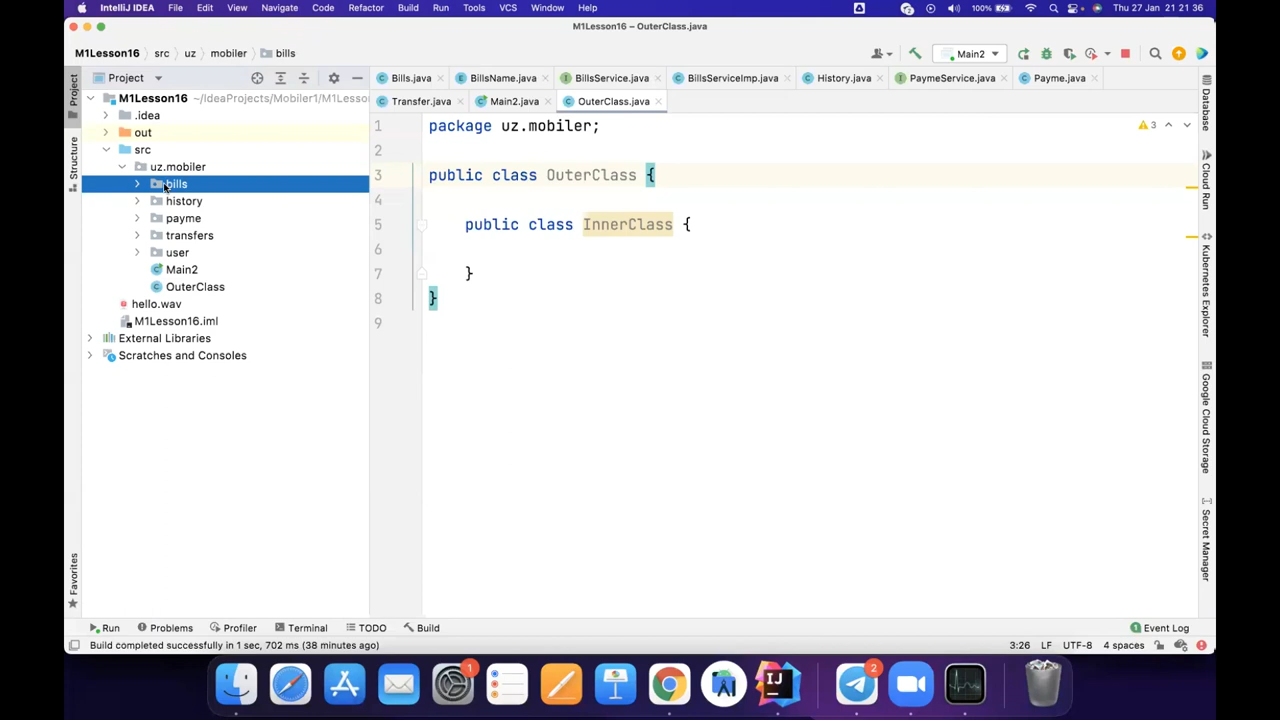 IntelliJ IDEA File Edit View Navigate Code Refactor Build Run Tools VCS Window Help 100% Thu 27 Jan 21 21 36
M1Lesson16 – OuterClass.java
M1Lesson16 src uz mobiler bills Main2
Project Bills.java BillsName.java BillsService.java BillsServiceImp.java History.java PaymeService.java Payme.java
Transfer.java Main2.java OuterClass.java
M1Lesson16 ~/IdeaProjects/Mobiler1/M1Lesso
.idea
out
src
uz.mobiler
bills
history
payme
transfers
user
Main2
OuterClass
hello.wav
M1Lesson16.iml
External Libraries
Scratches and Consoles
1 package uz.mobiler;
2
3 public class OuterClass {
4
5 public class InnerClass {
6
7 }
8 }
9
3
Project
Structure
Favorites
Database
Cloud Run
Kubernetes Explorer
Google Cloud Storage
Secret Manager
Run Problems Profiler Terminal TODO Build 1 Event Log
Build completed successfully in 1 sec, 702 ms (38 minutes ago) 3:26 LF UTF-8 4 spaces
1 IJ 2